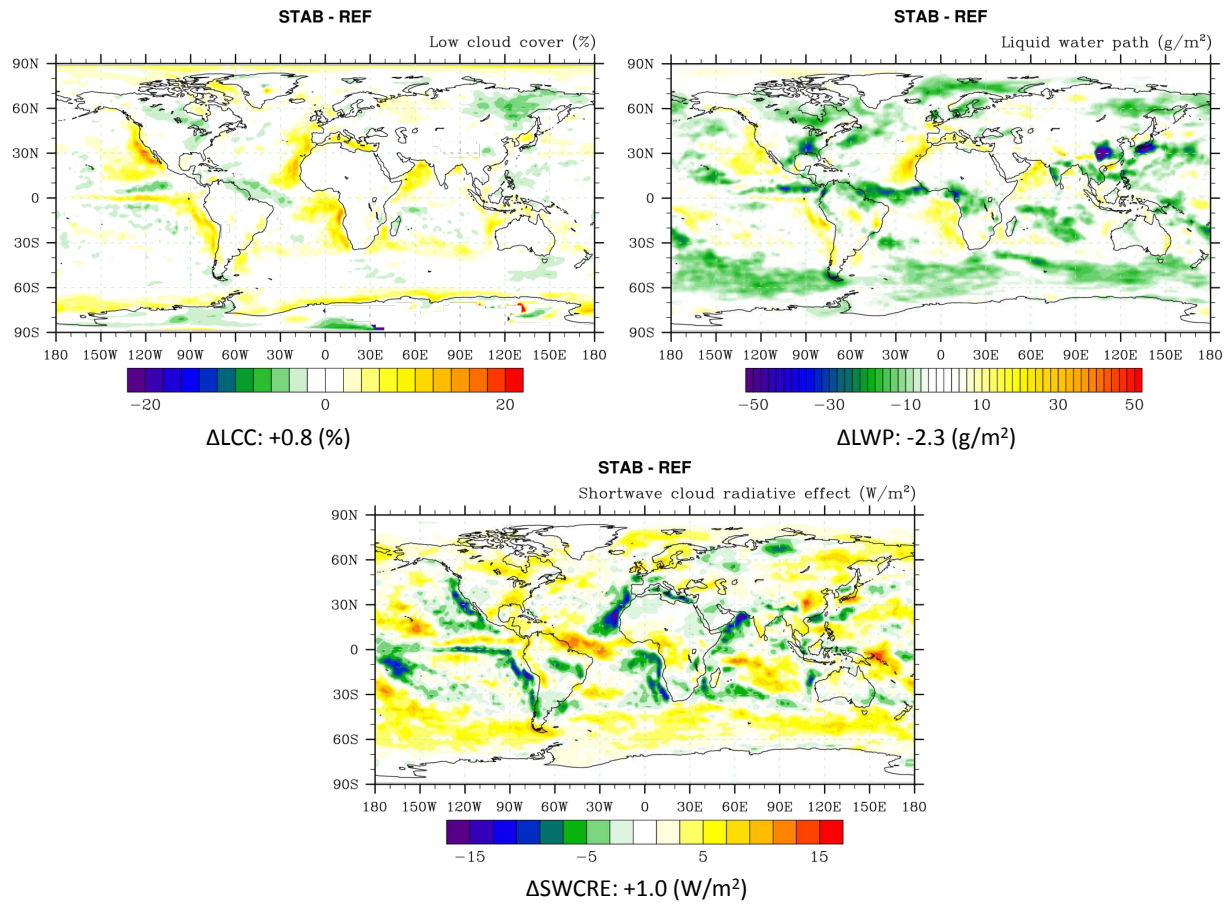 STAB - REF
Low cloud cover (%)
90N
60N
30N
0
30S
60S
90S
180 150W 120W 90W 60W 30W 0 30E 60E 90E 120E 150E 180
−20 0 20
ΔLCC: +0.8 (%)
STAB - REF
Liquid water path (g/m²)
90N
60N
30N
0
30S
60S
90S
180 150W 120W 90W 60W 30W 0 30E 60E 90E 120E 150E 180
−50 −30 −10 10 30 50
ΔLWP: -2.3 (g/m²)
STAB - REF
Shortwave cloud radiative effect (W/m²)
90N
60N
30N
0
30S
60S
90S
180 150W 120W 90W 60W 30W 0 30E 60E 90E 120E 150E 180
−15 −5 5 15
ΔSWCRE: +1.0 (W/m²)